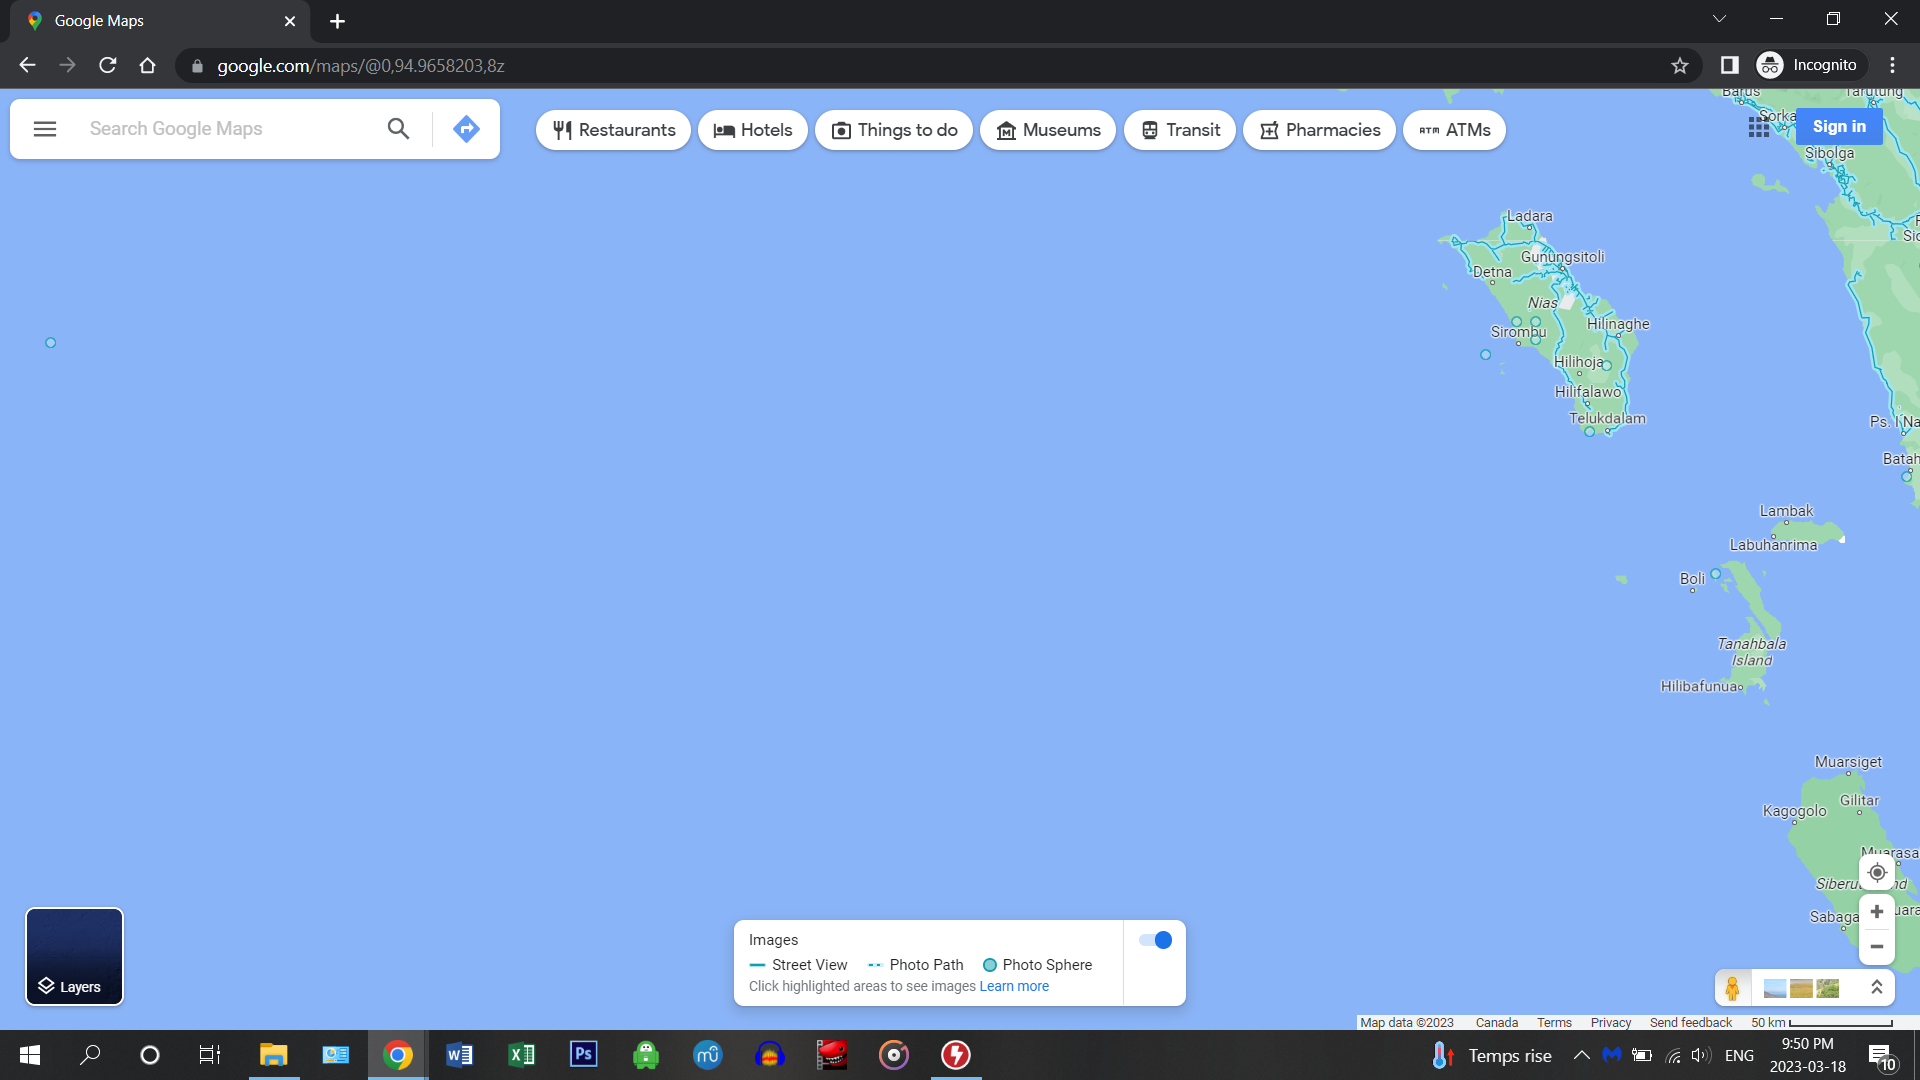 Google Maps
google.com/maps/@0,94.9658203,8z
Incognito
Search Google Maps
Restaurants
Hotels
Things to do
Museums
Transit
Pharmacies
ATMs
Sign in
Barus
Tarutung
Sorka
Sibolga
Ladara
Gunungsitoli
Detna
Nias
Hilinaghe
Sirombu
Hilihoja
Hilifalawo
Telukdalam
Batah
Lambak
Labuhanrima
Boli
Tanahbala
Island
Hilibafunua
Muarsiget
Gilitar
Kagogolo
Muarasa
Sabaga
Layers
Images
Street View
Photo Path
Photo Sphere
Click highlighted areas to see images Learn more
Map data ©2023
Canada
Terms
Privacy
Send feedback
50 km
Temps rise
ENG
9:50 PM
2023-03-18
10